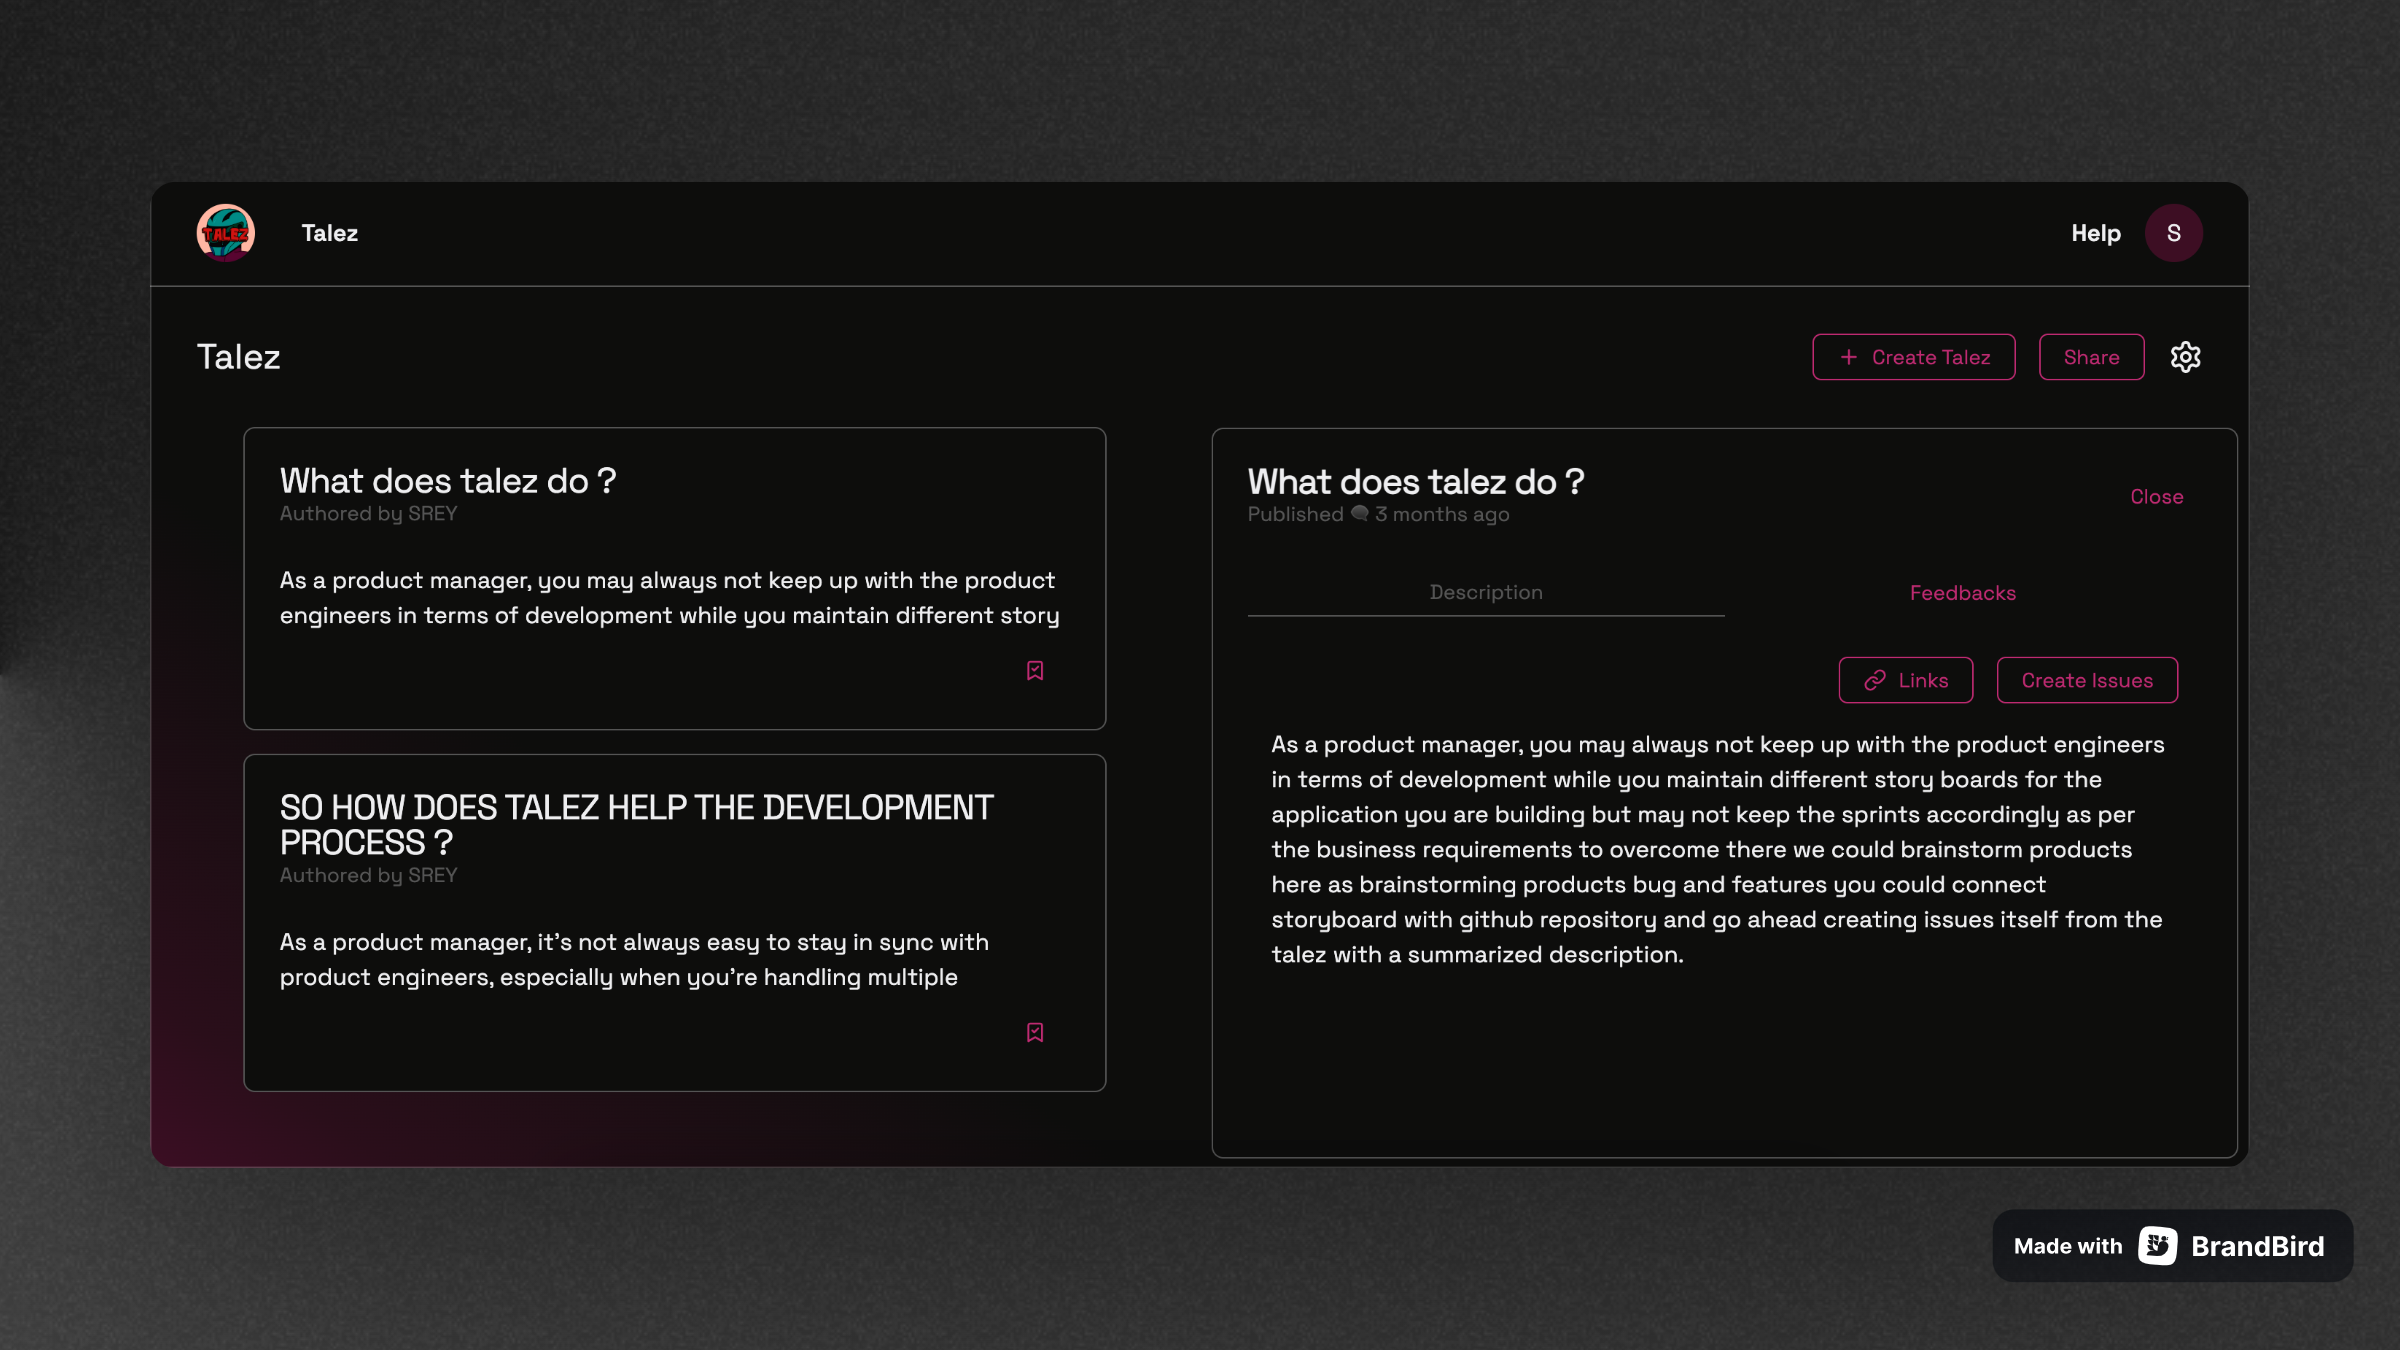 TALEZ
Talez
Help
S
Talez
+ Create Talez
Share
What does talez do ?
Authored by SREY
As a product manager, you may always not keep up with the product
engineers in terms of development while you maintain different story
SO HOW DOES TALEZ HELP THE DEVELOPMENT
PROCESS ?
Authored by SREY
As a product manager, it's not always easy to stay in sync with
product engineers, especially when you're handling multiple
What does talez do ?
Published 🗨 3 months ago
Close
Description
Feedbacks
Links
Create Issues
As a product manager, you may always not keep up with the product engineers
in terms of development while you maintain different story boards for the
application you are building but may not keep the sprints accordingly as per
the business requirements to overcome there we could brainstorm products
here as brainstorming products bug and features you could connect
storyboard with github repository and go ahead creating issues itself from the
talez with a summarized description.
Made with BrandBird